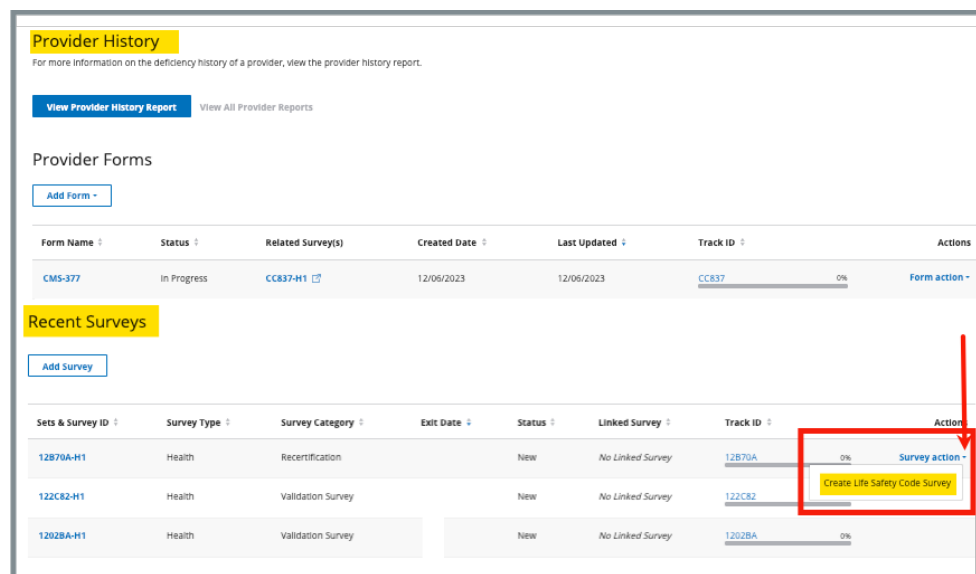 Provider History
For more information on the deficiency history of a provider, view the provider history report.
View Provider History Report View All Provider Reports
Provider Forms
Add Form
Form Name Status Related Survey(s) Created Date Last Updated Track ID Actions
CMS-377 In Progress CC837-H1 12/06/2023 12/06/2023 CC837 0% Form action
Recent Surveys
Add Survey
Sets & Survey ID Survey Type Survey Category Exit Date Status Linked Survey Track ID Action
12B70A-H1 Health Recertification New No Linked Survey 12B70A 0% Survey action
Create Life Safety Code Survey
122C82-H1 Health Validation Survey New No Linked Survey 122C82
1202BA-H1 Health Validation Survey New No Linked Survey 1202BA 0%